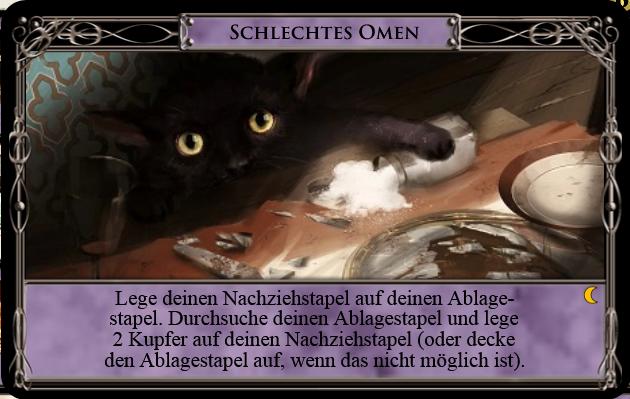 Schlechtes Omen
Lege deinen Nachziehstapel auf deinen Ablage-
stapel. Durchsuche deinen Ablagestapel und lege
2 Kupfer auf deinen Nachziehstapel (oder decke
den Ablagestapel auf, wenn das nicht möglich ist).